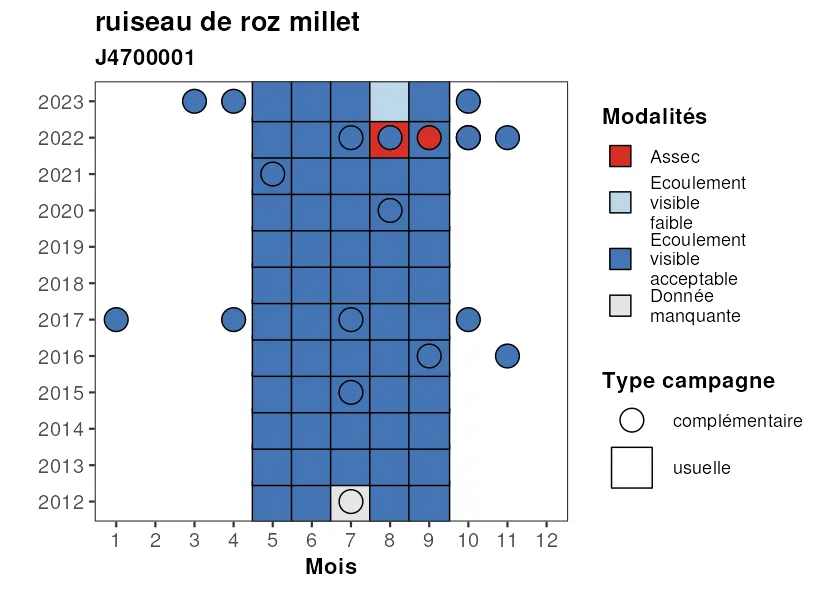 ruiseau de roz millet
J4700001
2023
2022
2021
2020
2019
2018
2017
2016
2015
2014
2013
2012
1 2 3 4 5 6 7 8 9 10 11 12
Mois
Modalités
Assec
Ecoulement
visible
faible
Ecoulement
visible
acceptable
Donnée
manquante
Type campagne
complémentaire
usuelle